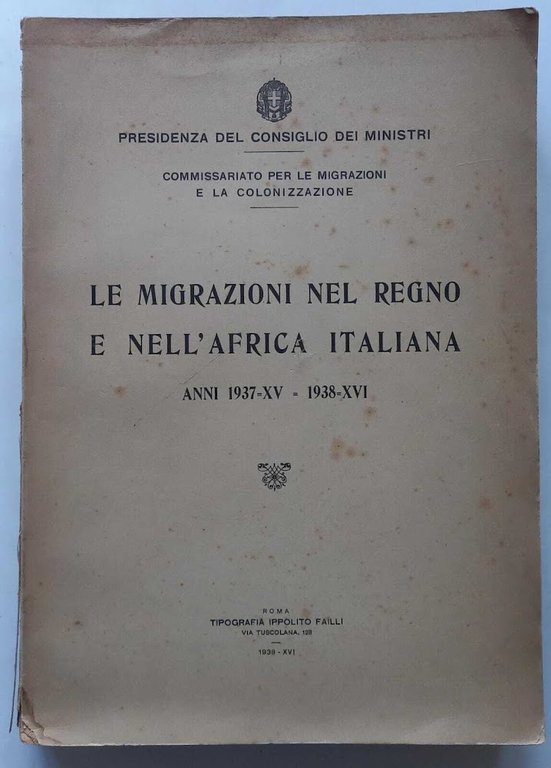 PRESIDENZA DEL CONSIGLIO DEI MINISTRI
COMMISSARIATO PER LE MIGRAZIONI
E LA COLONIZZAZIONE
LE MIGRAZIONI NEL REGNO
E NELL'AFRICA ITALIANA
ANNI 1937=XV = 1938=XVI
ROMA
TIPOGRAFIA IPPOLITO FAILLI
VIA TUSCOLANA, 128
1938 - XVI